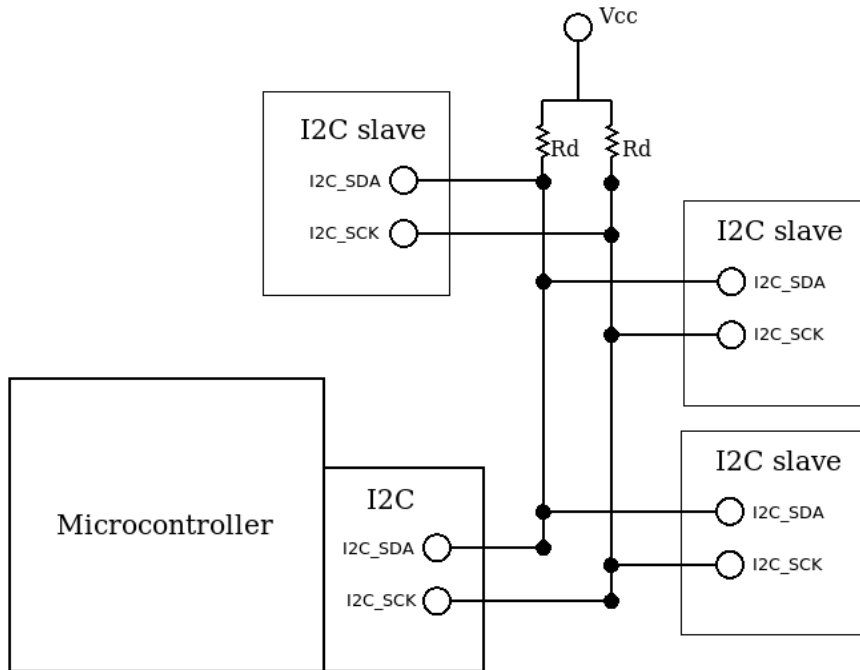 Vcc
Rd
Rd
I2C slave
I2C_SDA
I2C_SCK
I2C slave
I2C_SDA
I2C_SCK
Microcontroller
I2C
I2C_SDA
I2C_SCK
I2C slave
I2C_SDA
I2C_SCK